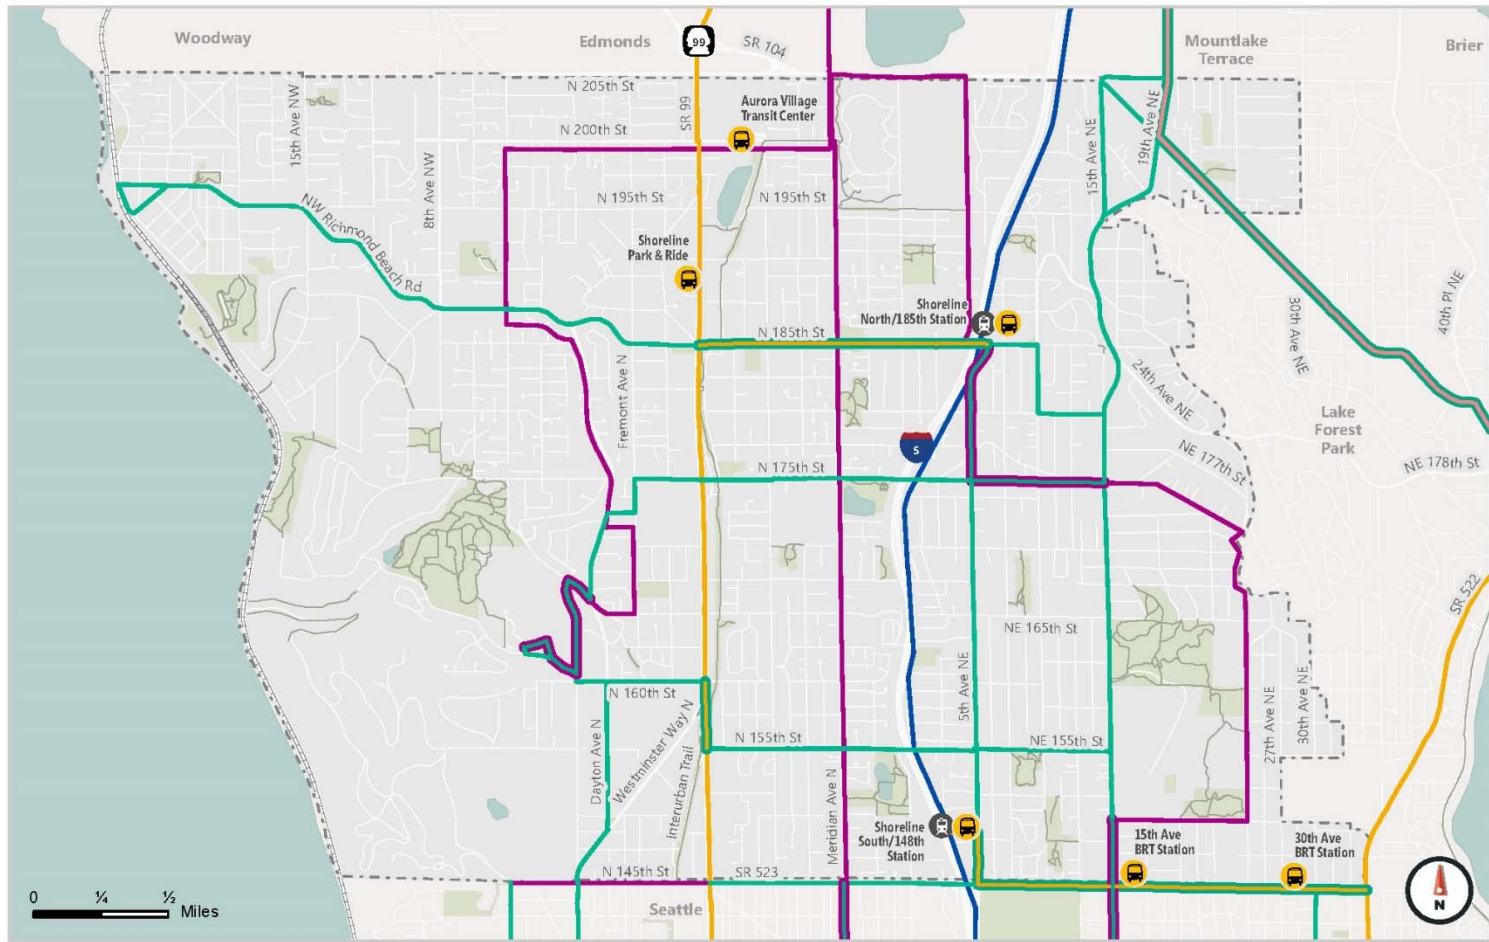 Woodway
Edmonds
99
SR 104
Mountlake
Terrace
Brier
N 205th St
SR 99
15th Ave NW
Aurora Village
Transit Center
N 200th St
15th Ave NE
19th Ave NE
8th Ave NW
N 195th St
N 195th St
NW Richmond Beach Rd
Shoreline
Park & Ride
Shoreline
North/185th Station
N 185th St
30th Ave NE
40th Pl NE
24th Ave NE
Fremont Ave N
Lake
Forest
Park
5
N 175th St
NE 177th St
NE 178th St
SR 522
NE 165th St
5th Ave NE
27th Ave NE
30th Ave NE
N 160th St
Dayton Ave N
Westminster Way N
Interurban Trail
N 155th St
NE 155th St
Meridian Ave N
Shoreline
South/148th
Station
15th Ave
BRT Station
30th Ave
BRT Station
N 145th St
SR 523
Seattle
0 ¼ ½
Miles
N